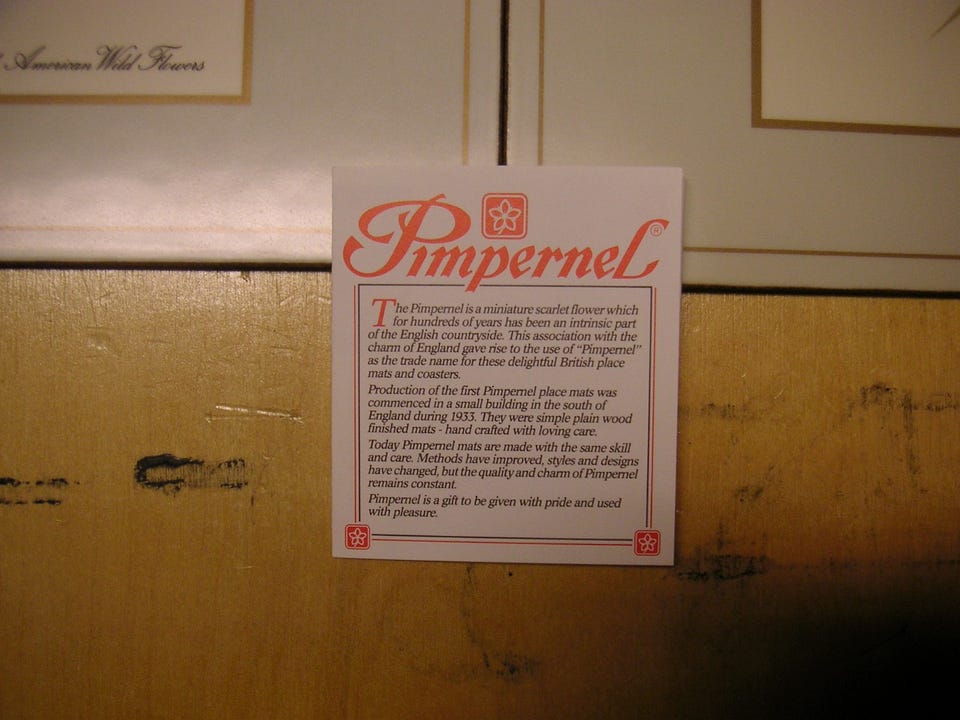 American Wild Flowers
Pimpernel ®
The Pimpernel is a miniature scarlet flower which
for hundreds of years has been an intrinsic part
of the English countryside. This association with the
charm of England gave rise to the use of "Pimpernel"
as the trade name for these delightful British place
mats and coasters.
Production of the first Pimpernel place mats was
commenced in a small building in the south of
England during 1933. They were simple plain wood
finished mats - hand crafted with loving care.
Today Pimpernel mats are made with the same skill
and care. Methods have improved, styles and designs
have changed, but the quality and charm of Pimpernel
remains constant.
Pimpernel is a gift to be given with pride and used
with pleasure.